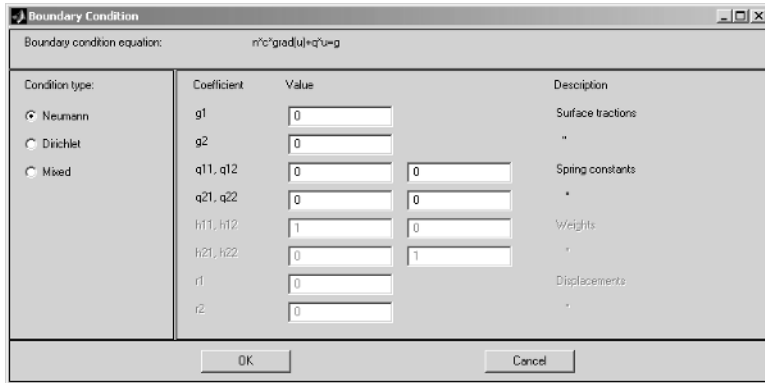 Boundary Condition
Boundary condition equation: n*c*grad(u)+q*u=g
Condition type: Coefficient Value Description
Neumann g1 0 Surface tractions
Dirichlet g2 0 "
Mixed q11, q12 0 0 Spring constants
q21, q22 0 0 "
h11, h12 1 0 Weights
h21, h22 0 1 "
r1 0 Displacements
r2 0 "
OK Cancel